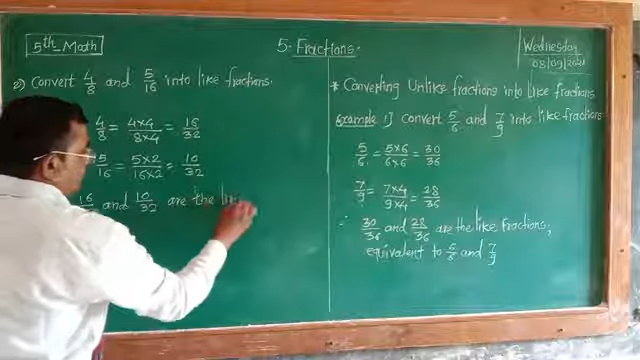 5th Math
5. Fractions.
Wednesday
08/09/2021
2) Convert 4/8 and 5/16 into like fractions.
4/8 = 4×4/8×4 = 16/32
5/16 = 5×2/16×2 = 10/32
16/ and 10/32 are the lik
* Converting Unlike fractions into Like fractions
Example 1] Convert 5/6 and 7/9 into like fractions
5/6 = 5×6/6×6 = 30/36
7/9 = 7×4/9×4 = 28/36
∴ 30/36 and 28/36 are the like Fractions,
equivalent to 5/6 and 7/9